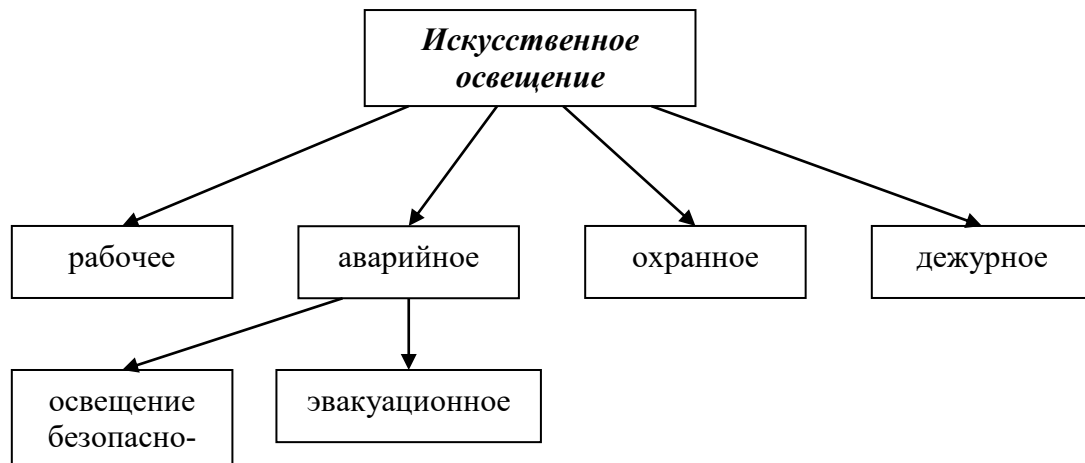 Искусственное
освещение
рабочее
аварийное
охранное
дежурное
освещение
безопасно-
эвакуационное